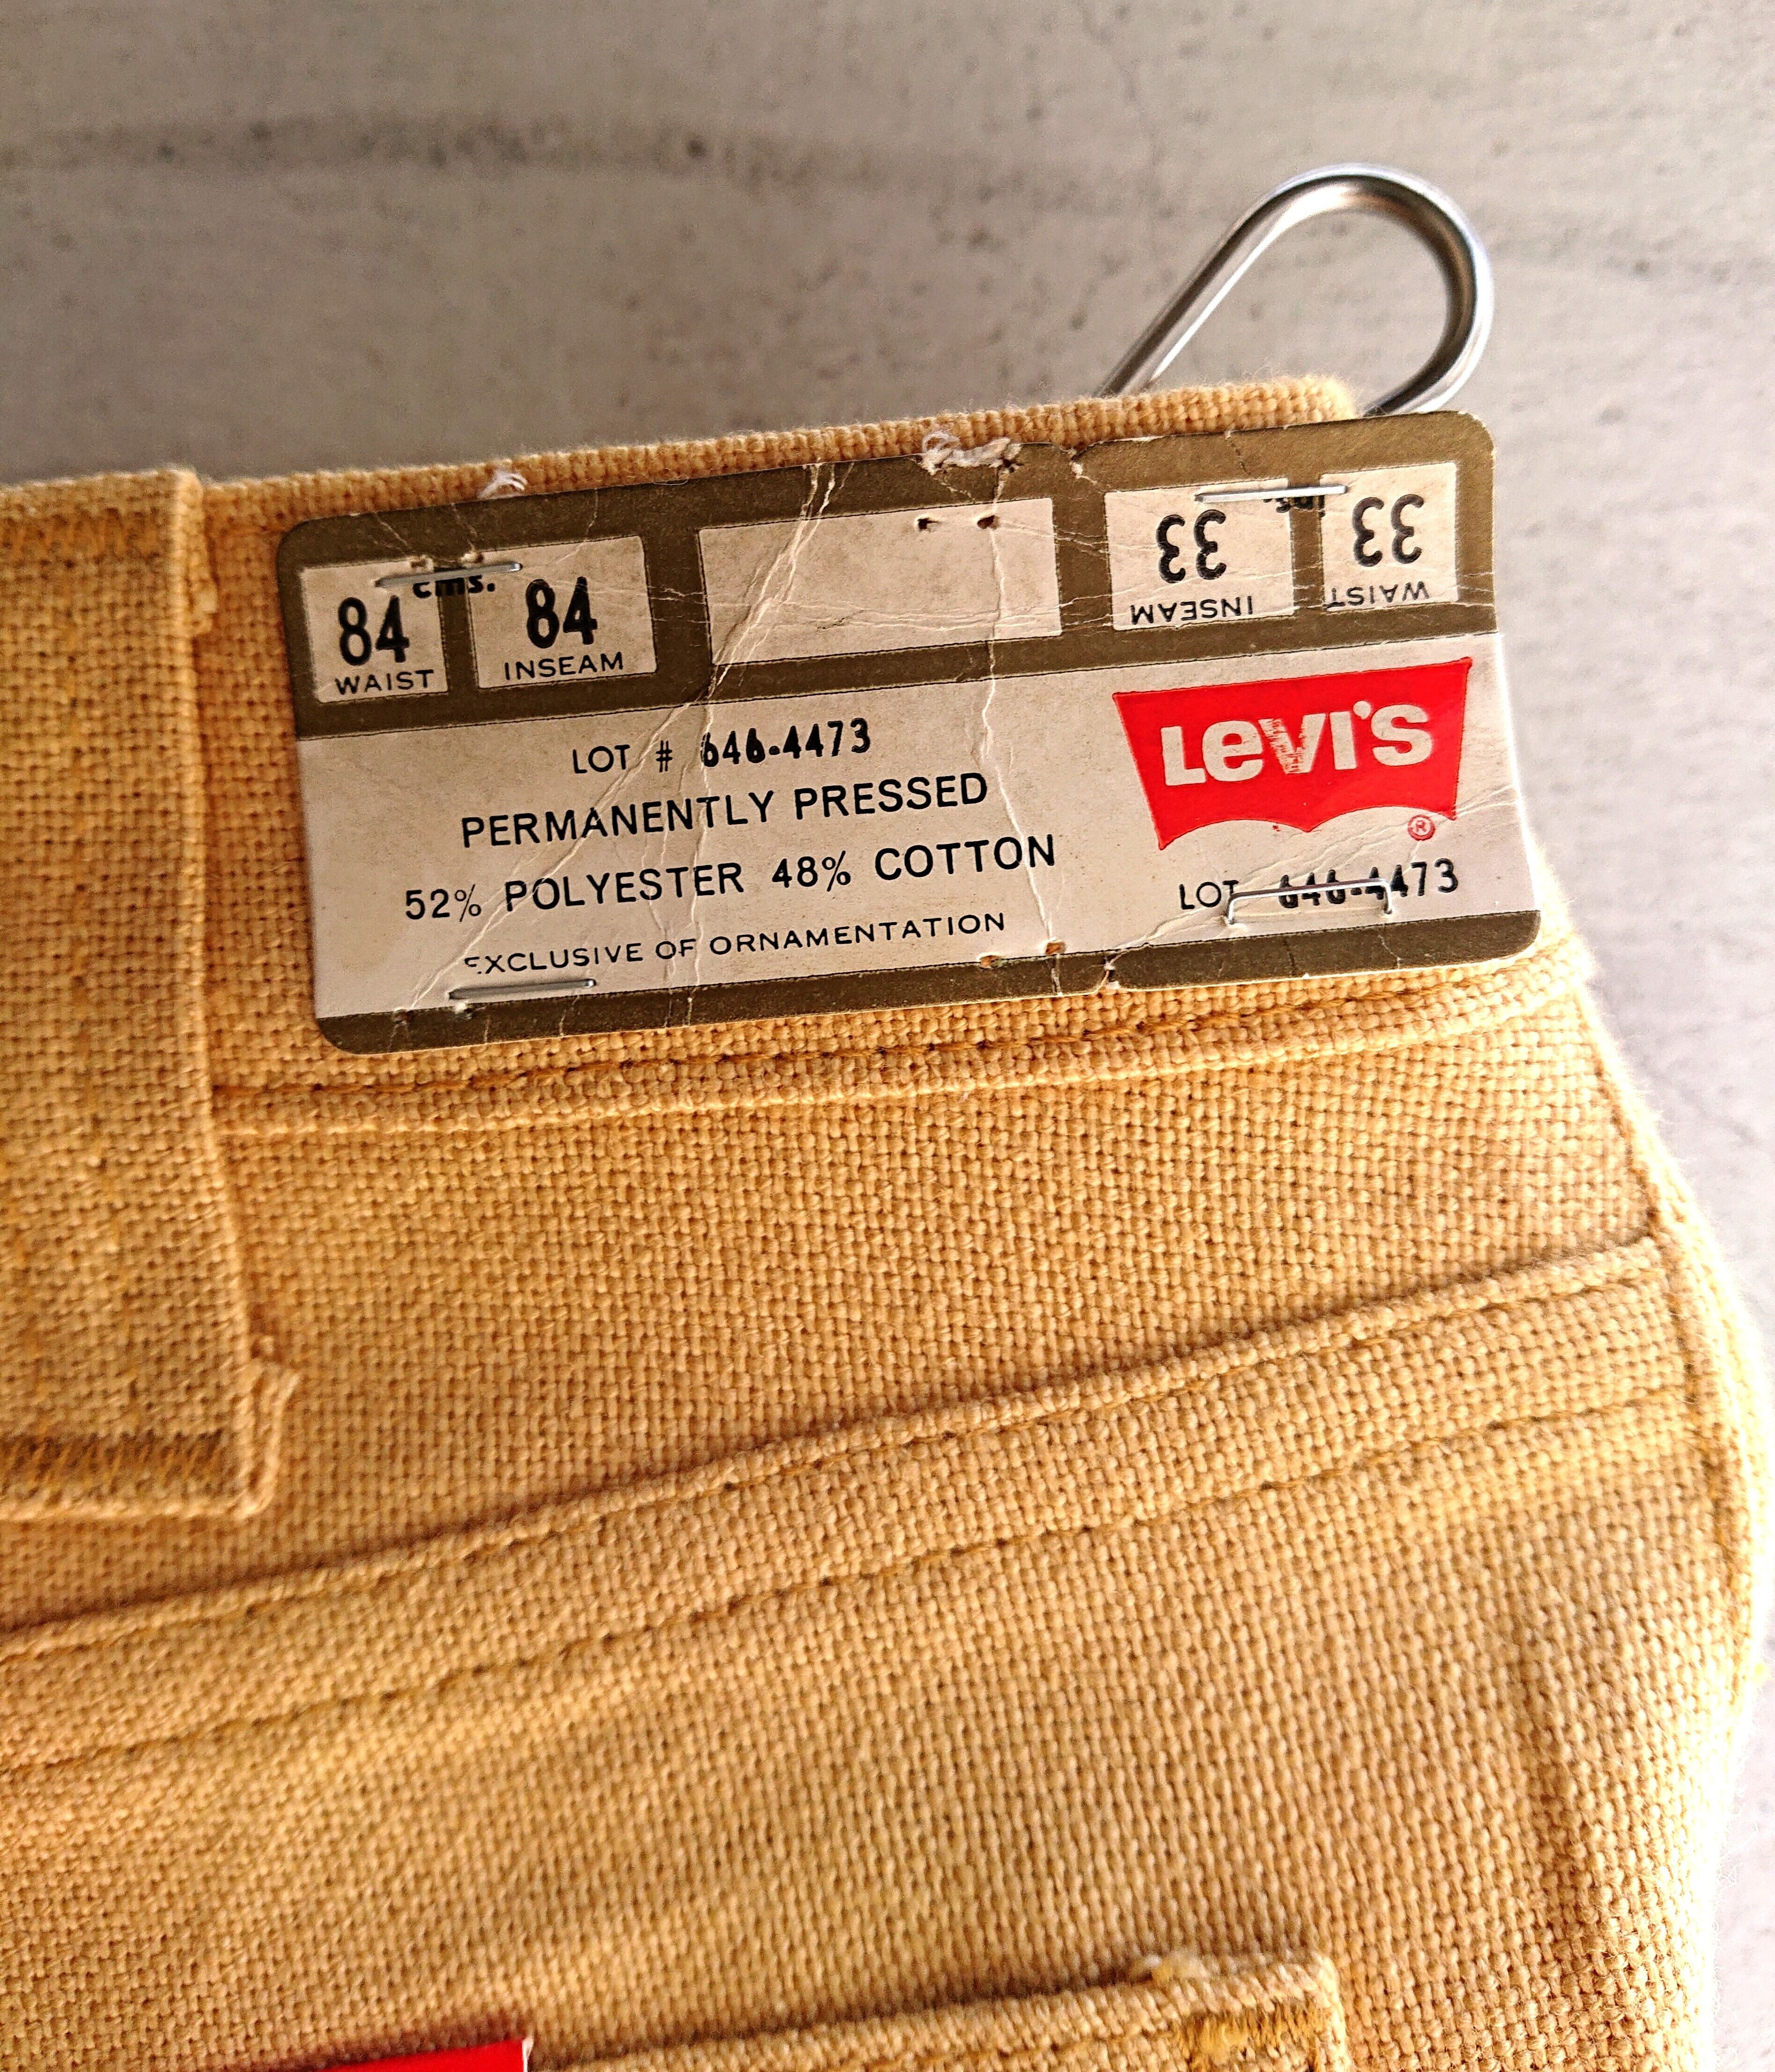 cms.
84 84
WAIST INSEAM
ins.
33 33
WAIST INSEAM
LOT # 646-4473
PERMANENTLY PRESSED
52% POLYESTER 48% COTTON
EXCLUSIVE OF ORNAMENTATION
LEVI'S
®
LOT 646-4473